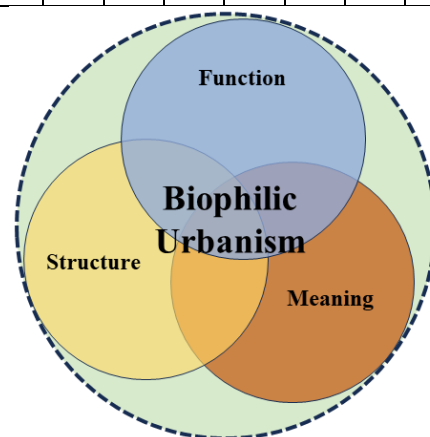 Function
Biophilic
Urbanism
Structure
Meaning